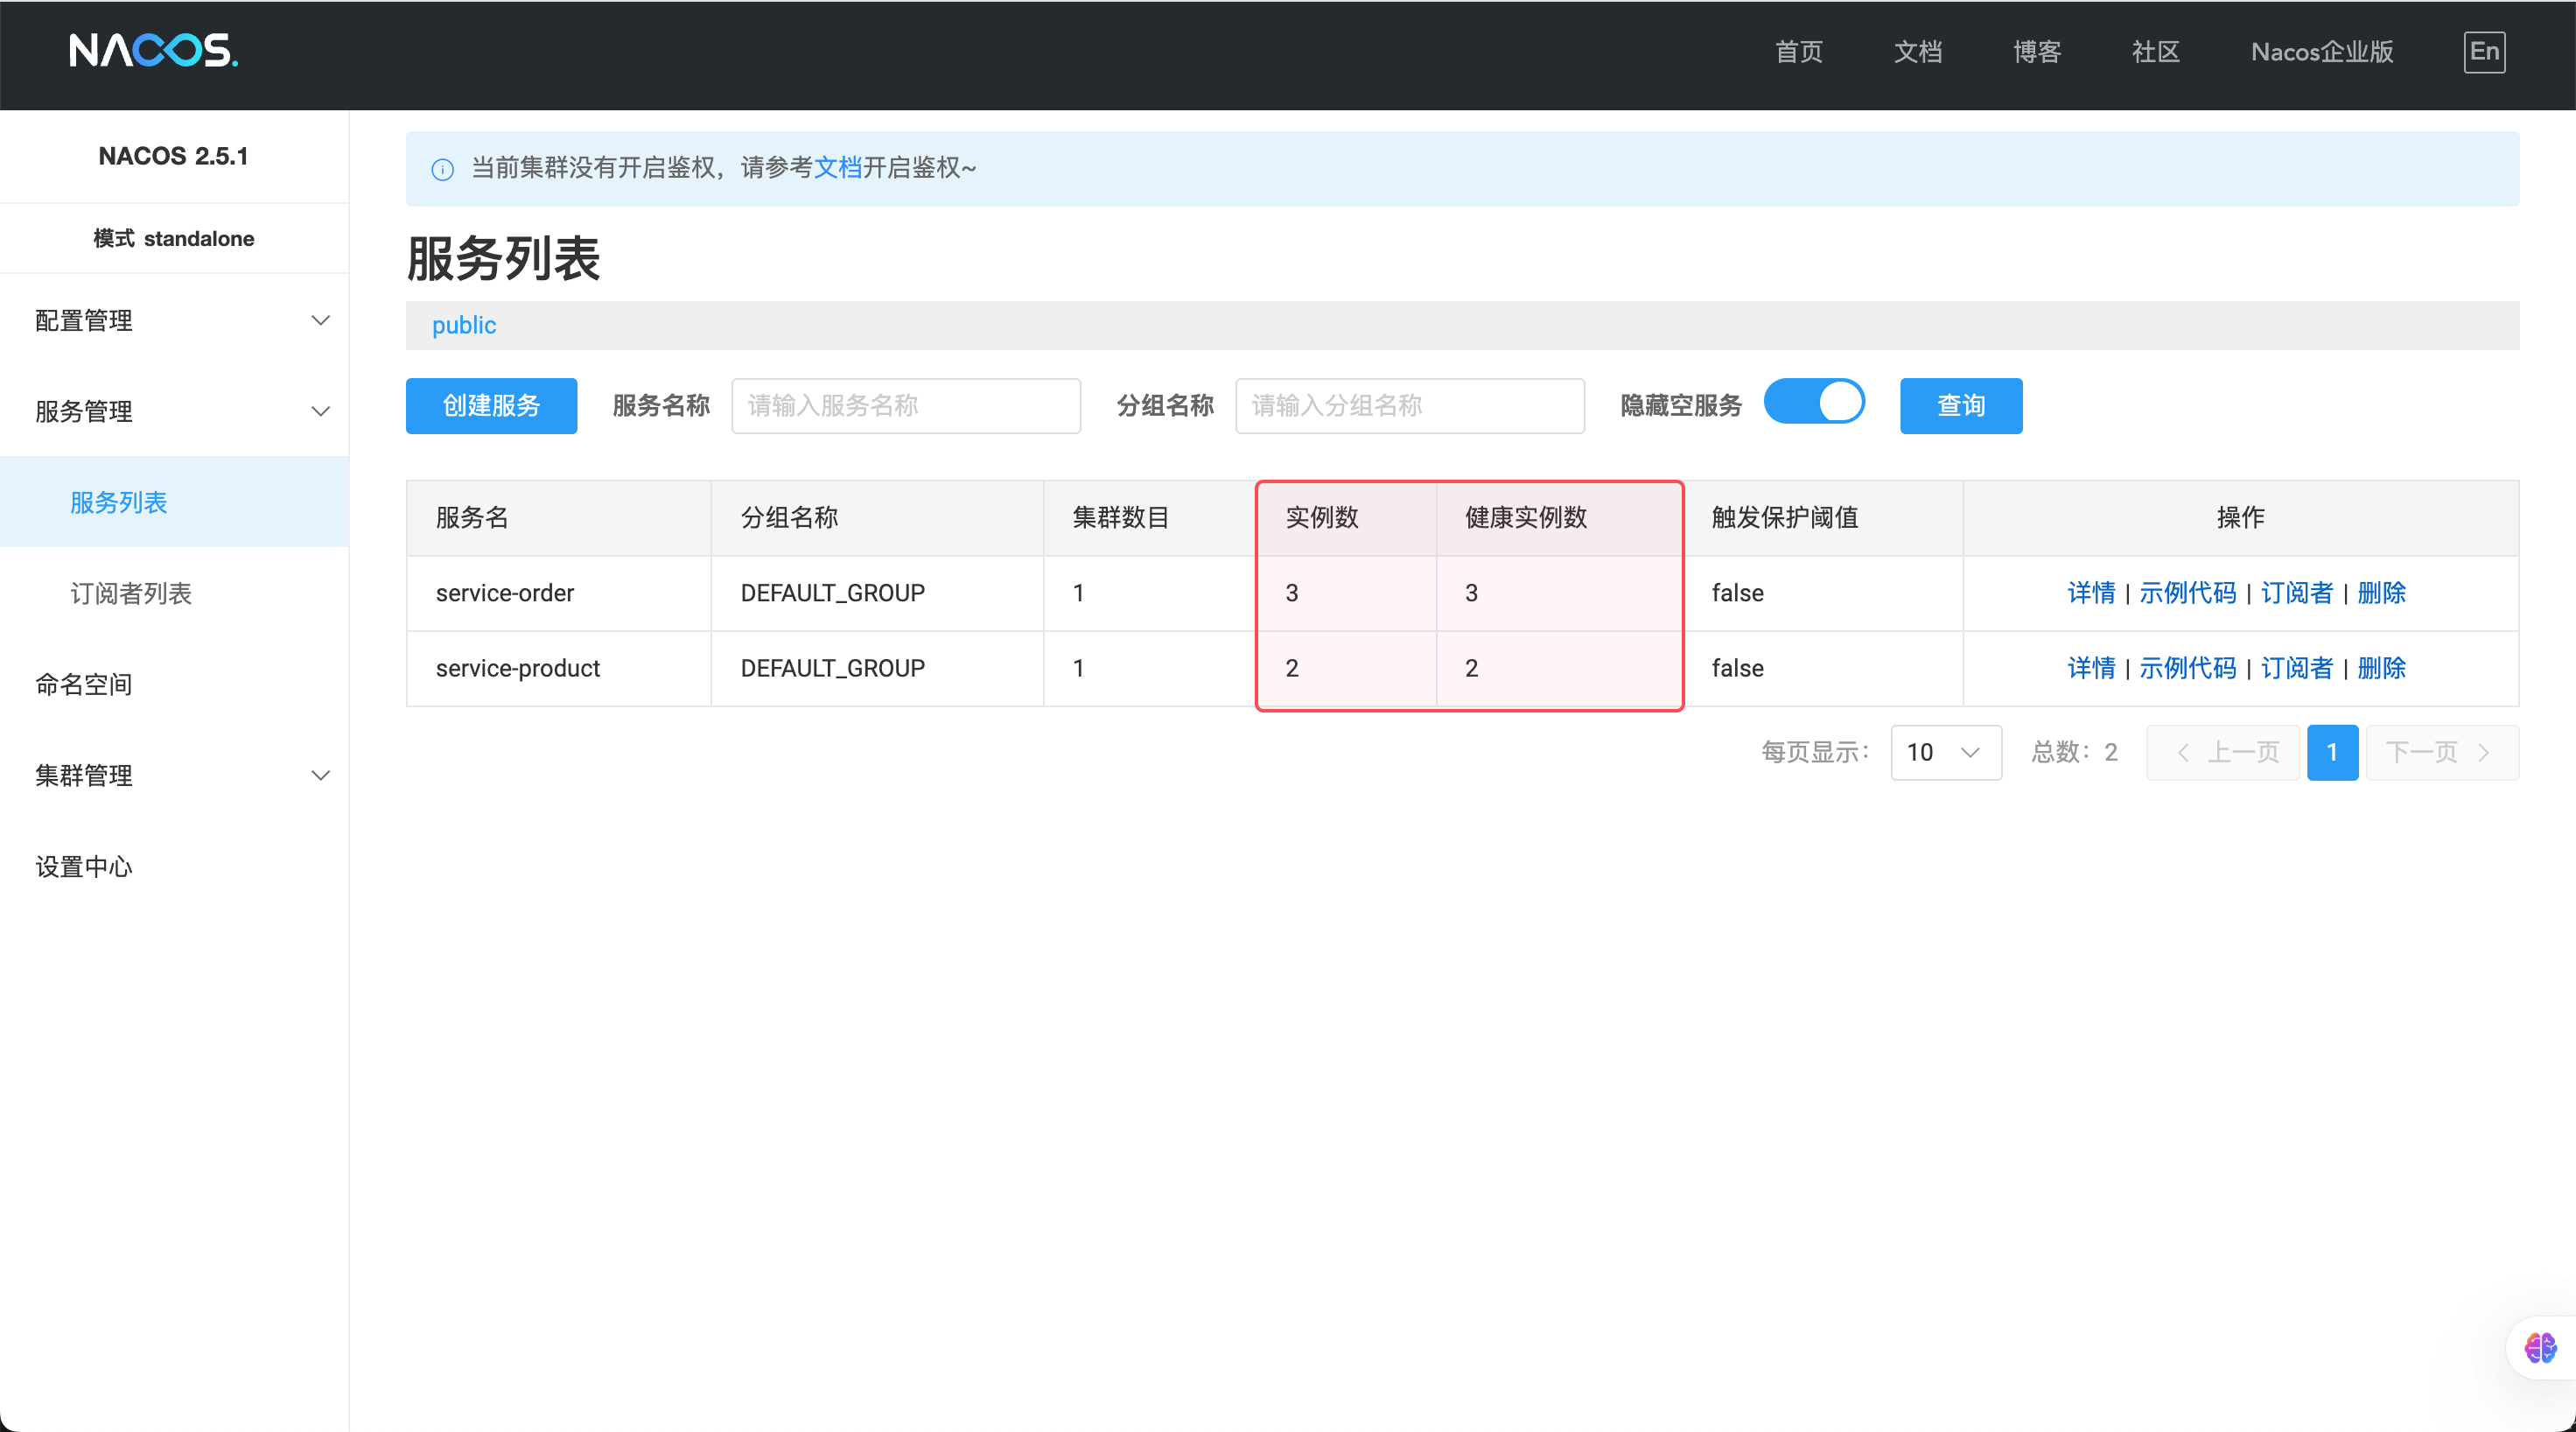 NACOS.
首页 文档 博客 社区 Nacos企业版 En
NACOS 2.5.1
模式 standalone
配置管理
服务管理
服务列表
订阅者列表
命名空间
集群管理
设置中心
当前集群没有开启鉴权，请参考文档开启鉴权~
服务列表
public
创建服务 服务名称 请输入服务名称 分组名称 请输入分组名称 隐藏空服务 查询
服务名 分组名称 集群数目 实例数 健康实例数 触发保护阈值 操作
service-order DEFAULT_GROUP 1 3 3 false 详情 | 示例代码 | 订阅者 | 删除
service-product DEFAULT_GROUP 1 2 2 false 详情 | 示例代码 | 订阅者 | 删除
每页显示： 10 总数：2 上一页 1 下一页